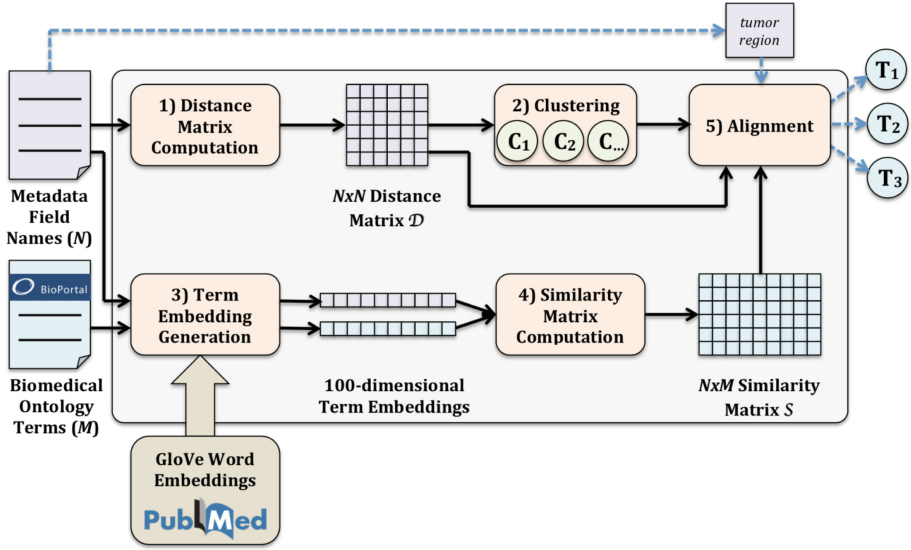 tumor
region
T1
T2
T3
1) Distance
Matrix
Computation
2) Clustering
C1 C2 C...
5) Alignment
Metadata
Field
Names (N)
NxN Distance
Matrix 𝒟
BioPortal
3) Term
Embedding
Generation
4) Similarity
Matrix
Computation
Biomedical
Ontology
Terms (M)
100-dimensional
Term Embeddings
NxM Similarity
Matrix 𝑆
GloVe Word
Embeddings
PubMed